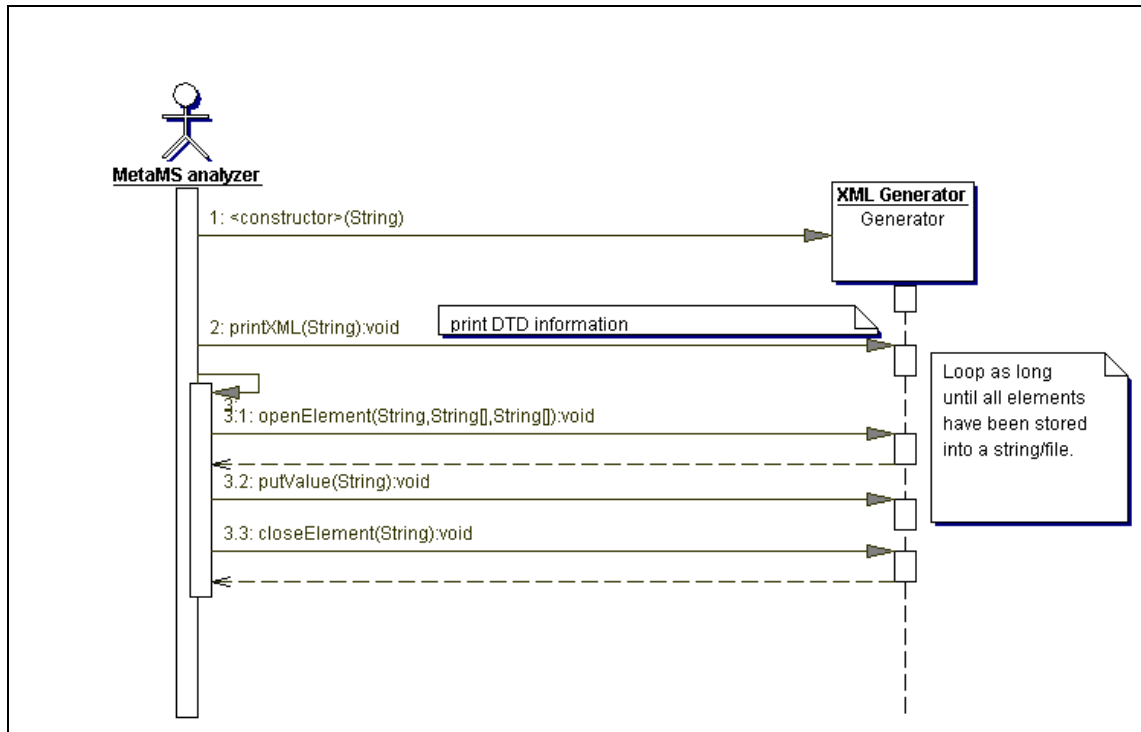 MetaMS analyzer
XML Generator
Generator
1: <constructor>(String)
print DTD information
2: printXML(String):void
Loop as long
until all elements
have been stored
into a string/file.
3:
3.1: openElement(String,String[],String[]):void
3.2: putValue(String):void
3.3: closeElement(String):void